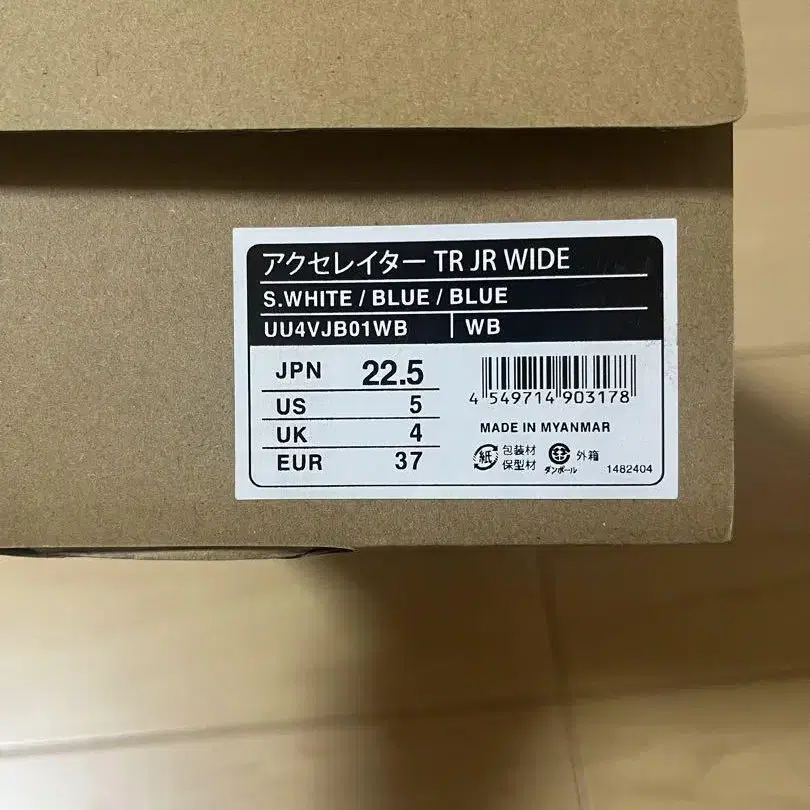 アクセレイター TR JR WIDE
S.WHITE / BLUE / BLUE
UU4VJB01WB WB
JPN 22.5
US 5
UK 4
EUR 37
4 549714 903178
MADE IN MYANMAR
紙 包装材
保型材
ダンボール 外箱
1482404